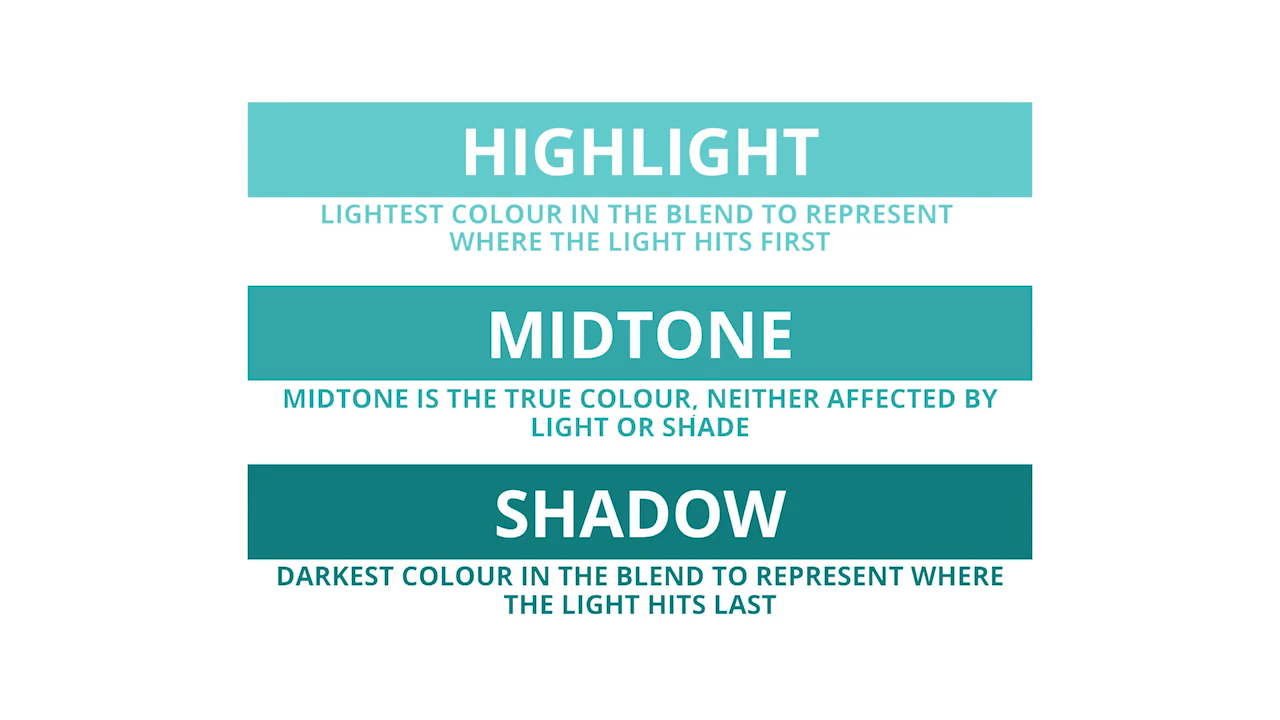 HIGHLIGHT
LIGHTEST COLOUR IN THE BLEND TO REPRESENT
WHERE THE LIGHT HITS FIRST
MIDTONE
MIDTONE IS THE TRUE COLOUR, NEITHER AFFECTED BY
LIGHT OR SHADE
SHADOW
DARKEST COLOUR IN THE BLEND TO REPRESENT WHERE
THE LIGHT HITS LAST